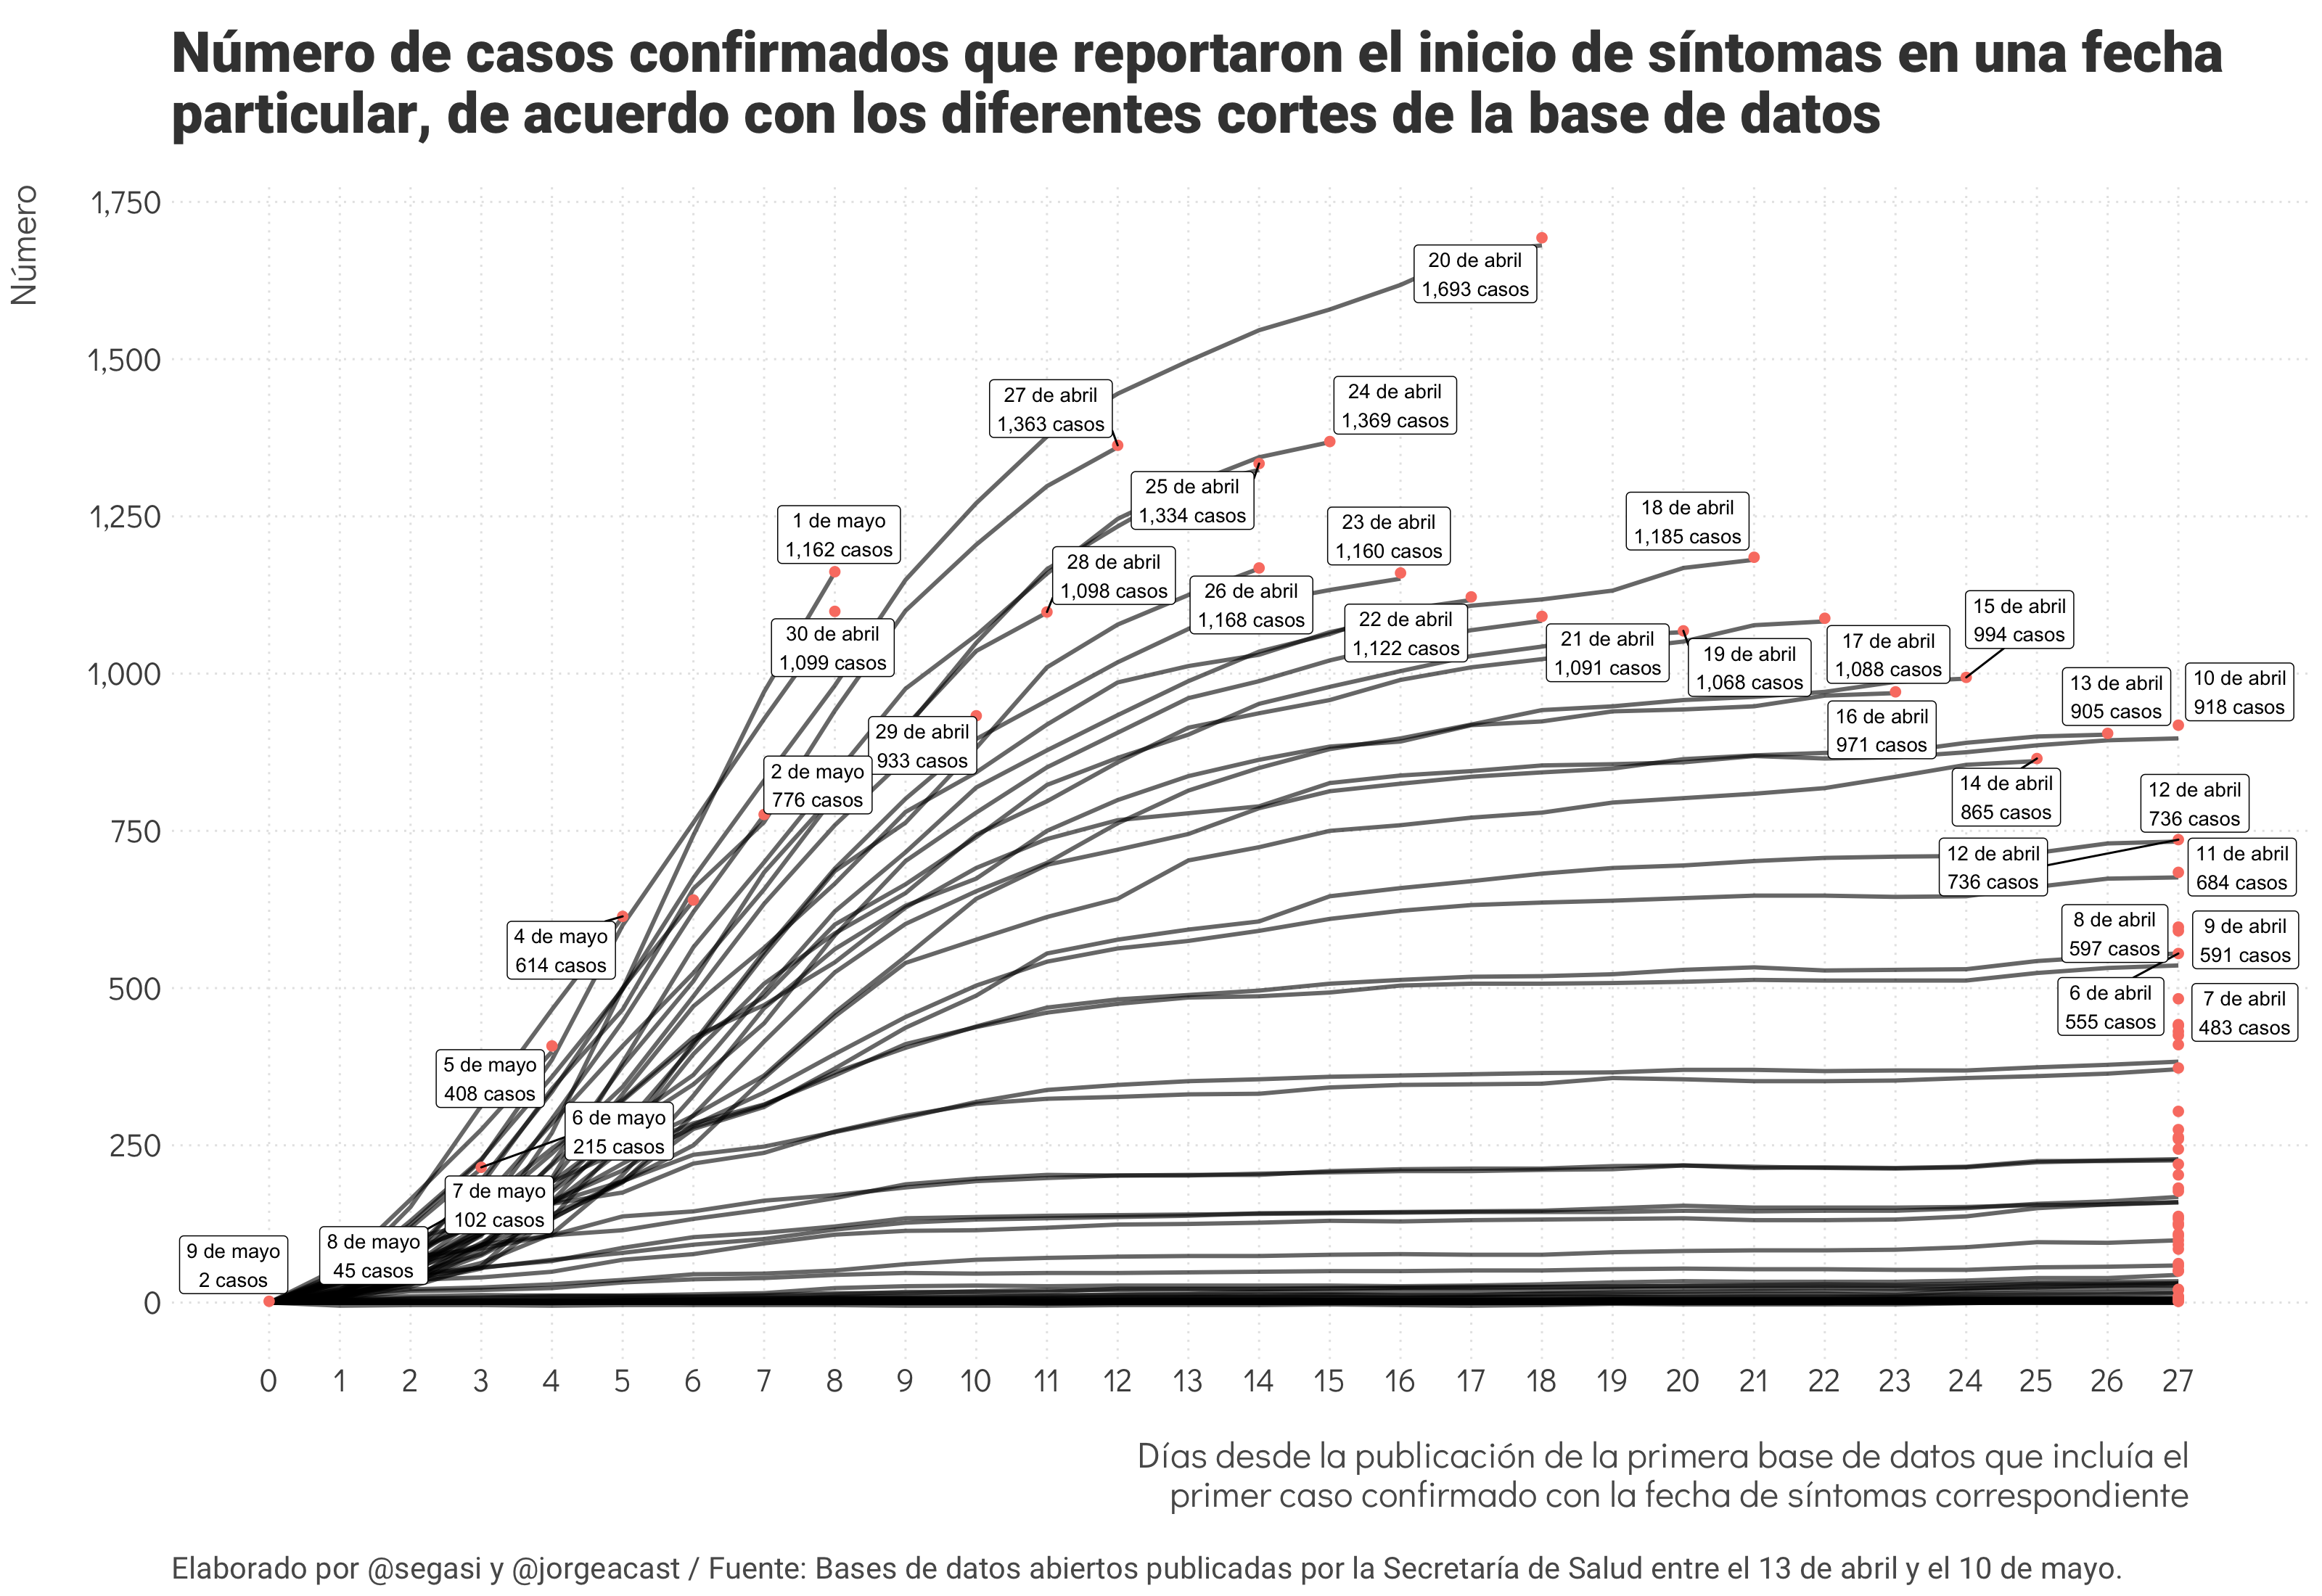 Número de casos confirmados que reportaron el inicio de síntomas en una fecha
particular, de acuerdo con los diferentes cortes de la base de datos
Número
1,750
1,500
1,250
1,000
750
500
250
0
20 de abril
1,693 casos
27 de abril
1,363 casos
24 de abril
1,369 casos
25 de abril
1,334 casos
1 de mayo
1,162 casos
23 de abril
1,160 casos
18 de abril
1,185 casos
28 de abril
1,098 casos
26 de abril
1,168 casos
30 de abril
1,099 casos
22 de abril
1,122 casos
21 de abril
1,091 casos
19 de abril
1,068 casos
17 de abril
1,088 casos
15 de abril
994 casos
13 de abril
905 casos
10 de abril
918 casos
29 de abril
933 casos
16 de abril
971 casos
2 de mayo
776 casos
14 de abril
865 casos
12 de abril
736 casos
12 de abril
736 casos
11 de abril
684 casos
4 de mayo
614 casos
8 de abril
597 casos
9 de abril
591 casos
6 de abril
555 casos
7 de abril
483 casos
5 de mayo
408 casos
6 de mayo
215 casos
7 de mayo
102 casos
8 de mayo
45 casos
9 de mayo
2 casos
0 1 2 3 4 5 6 7 8 9 10 11 12 13 14 15 16 17 18 19 20 21 22 23 24 25 26 27
Días desde la publicación de la primera base de datos que incluía el
primer caso confirmado con la fecha de síntomas correspondiente
Elaborado por @segasi y @jorgeacast / Fuente: Bases de datos abiertos publicadas por la Secretaría de Salud entre el 13 de abril y el 10 de mayo.